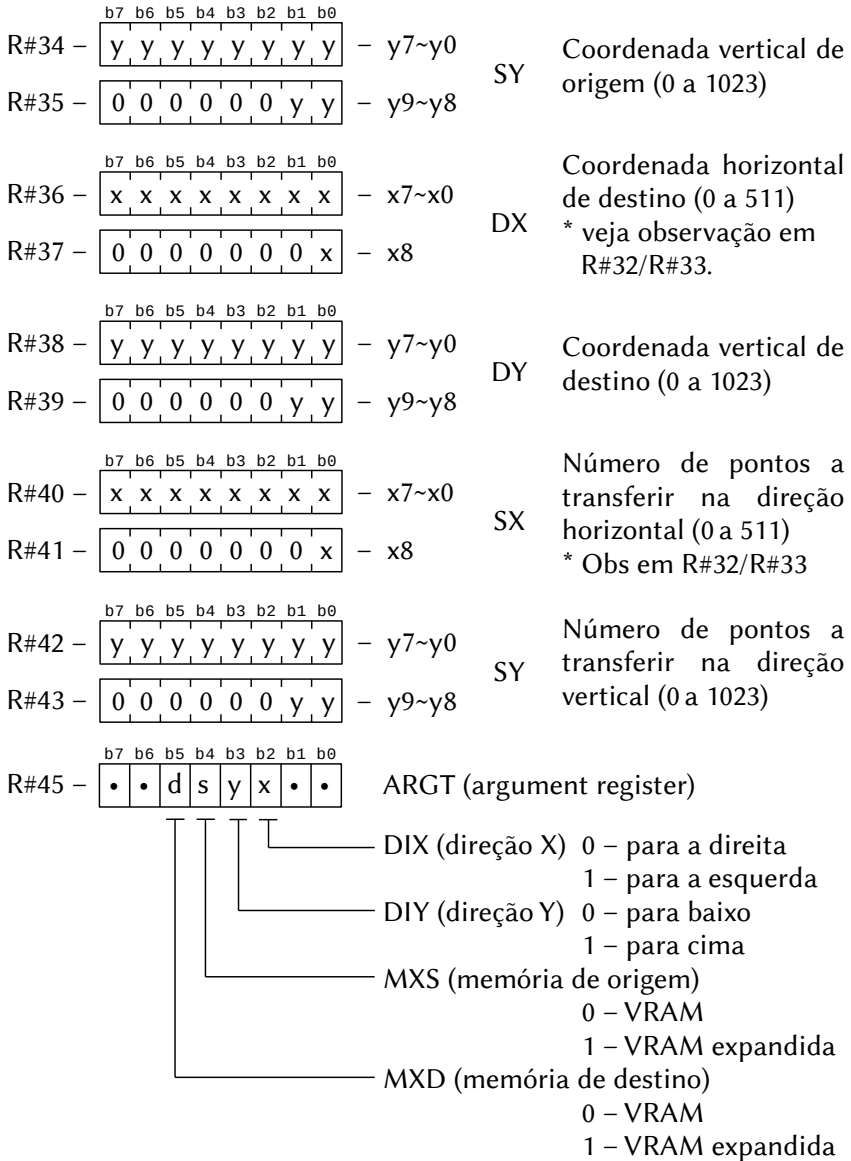 b7 b6 b5 b4 b3 b2 b1 b0
R#34 – y y y y y y y y – y7~y0
R#35 – 0 0 0 0 0 0 y y – y9~y8
SY
Coordenada vertical de
origem (0 a 1023)
b7 b6 b5 b4 b3 b2 b1 b0
R#36 – x x x x x x x x – x7~x0
R#37 – 0 0 0 0 0 0 0 x – x8
DX
Coordenada horizontal
de destino (0 a 511)
* veja observação em
R#32/R#33.
b7 b6 b5 b4 b3 b2 b1 b0
R#38 – y y y y y y y y – y7~y0
R#39 – 0 0 0 0 0 0 y y – y9~y8
DY
Coordenada vertical de
destino (0 a 1023)
b7 b6 b5 b4 b3 b2 b1 b0
R#40 – x x x x x x x x – x7~x0
R#41 – 0 0 0 0 0 0 0 x – x8
SX
Número de pontos a
transferir na direção
horizontal (0 a 511)
* Obs em R#32/R#33
b7 b6 b5 b4 b3 b2 b1 b0
R#42 – y y y y y y y y – y7~y0
R#43 – 0 0 0 0 0 0 y y – y9~y8
SY
Número de pontos a
transferir na direção
vertical (0 a 1023)
b7 b6 b5 b4 b3 b2 b1 b0
R#45 – • • d s y x • • ARGT (argument register)
DIX (direção X) 0 – para a direita
1 – para a esquerda
DIY (direção Y) 0 – para baixo
1 – para cima
MXS (memória de origem)
0 – VRAM
1 – VRAM expandida
MXD (memória de destino)
0 – VRAM
1 – VRAM expandida